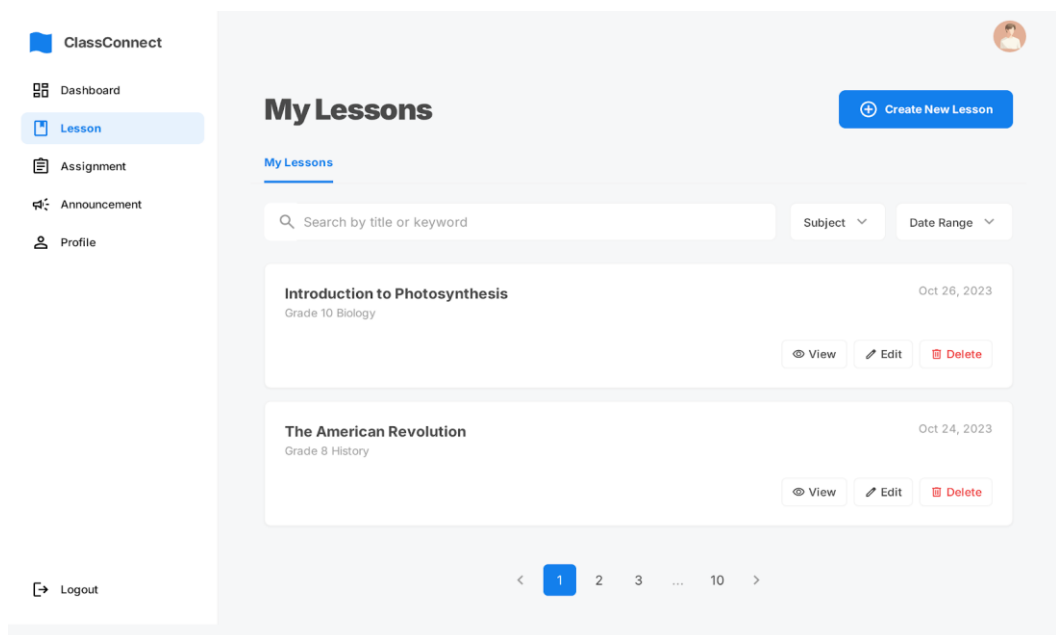 ClassConnect
Dashboard
Lesson
Assignment
Announcement
Profile
Logout
My Lessons
Create New Lesson
My Lessons
Search by title or keyword
Subject
Date Range
Introduction to Photosynthesis
Oct 26, 2023
Grade 10 Biology
View Edit Delete
The American Revolution
Oct 24, 2023
Grade 8 History
View Edit Delete
< 1 2 3 ... 10 >